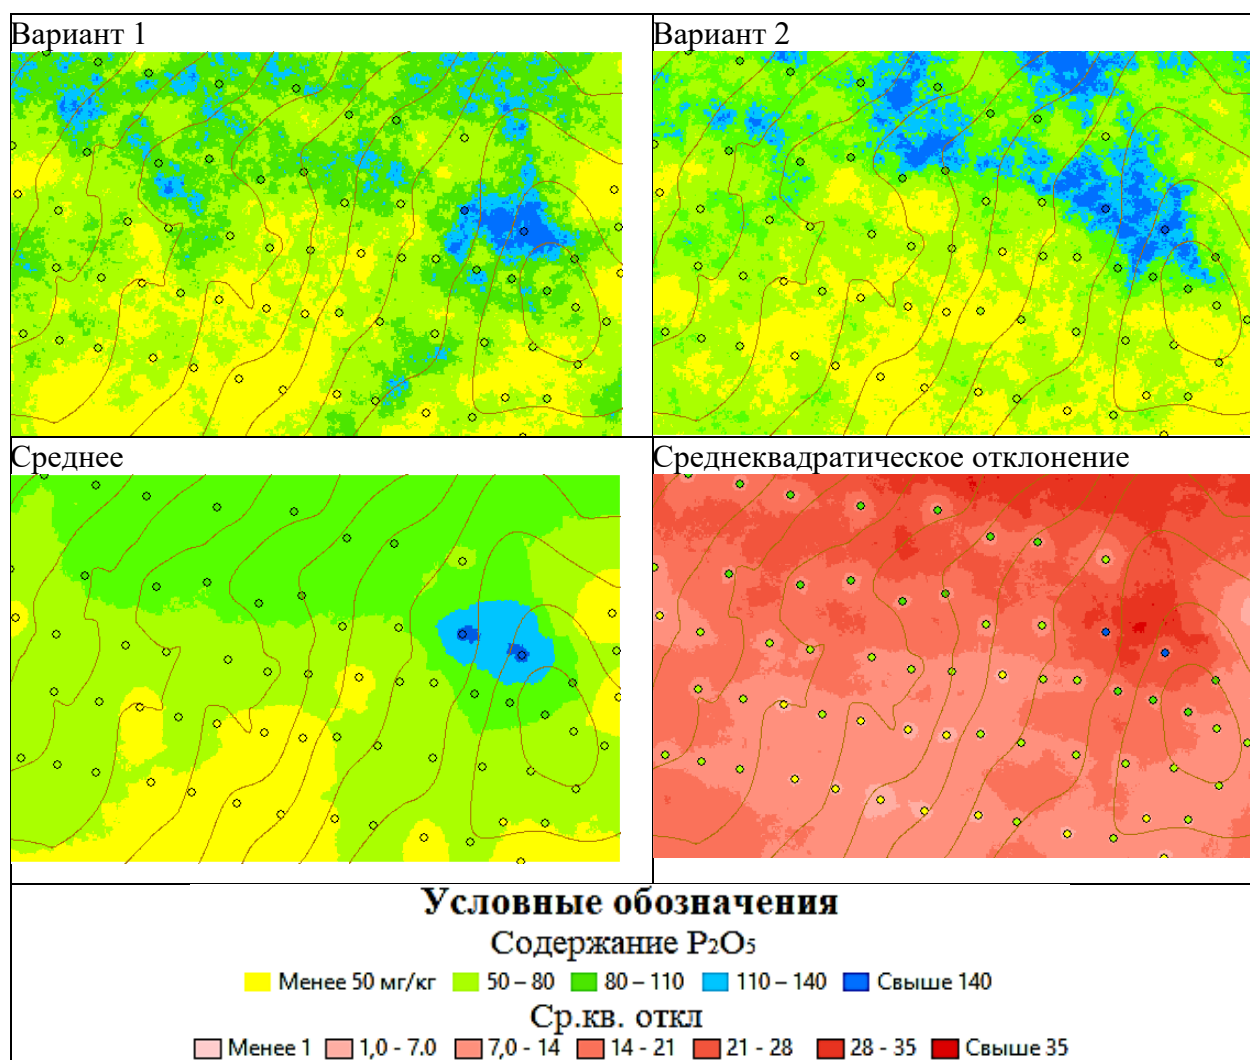 Вариант 1
Вариант 2
Среднее
Среднеквадратическое отклонение
Условные обозначения
Содержание P₂O₅
Менее 50 мг/кг 50 – 80 80 – 110 110 – 140 Свыше 140
Ср.кв. откл
Менее 1 1,0 - 7.0 7,0 - 14 14 - 21 21 - 28 28 - 35 Свыше 35